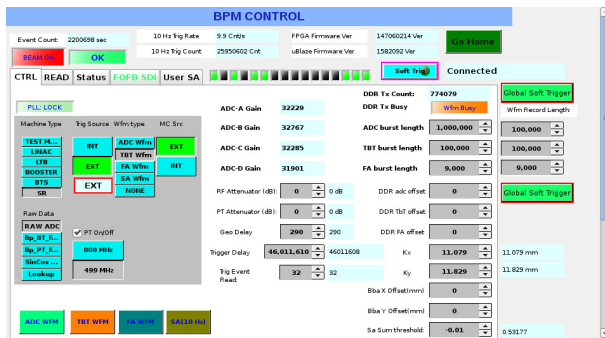 BPM CONTROL
Event Count: 2200698 sec
10 Hz Trig Rate 9.9 Cnt/s
FPGA Firmware Ver 147060214 Ver
Go Home
BEAM ON OK
10 Hz Trig Count 25950602 Cnt
uBlaze Firmware Ver 1582092 Ver
CTRL READ Status FOFB SDI User SA
Soft Trig Connected
DDR Tx Count: 774079
Global Soft Trigger
PLL: LOCK
ADC-A Gain 32229
DDR Tx Busy Wfm Busy
Wfm Record Length:
Machine Type Trig Source Wfm type MC Src
ADC-B Gain 32767
ADC burst length 1,000,000
100,000
TEST M...
LINAC
LTB
BOOSTER
BTS
SR
INT
EXT
EXT
ADC Wfm
TBT Wfm
FA Wfm
SA Wfm
NONE
EXT
INT
ADC-C Gain 32285
TBT burst length 100,000
100,000
ADC-D Gain 31901
FA burst length 9,000
9,000
RF Attenuator (dB): 0 0 dB
DDR adc offset 0
Global Soft Trigger
PT Attenuator (dB): 0 0 dB
DDR TbT offset 0
Raw Data
RAW ADC
Bp_BT_F...
Bp_PT_F...
SinCos ...
Lookup
PT On/Off
000 MHz
499 MHz
Geo Delay 290 290
DDR FA offset 0
Trigger Delay 46,011,610 46011608
Kx 11.079 11.079 mm
Trig Event
Read: 32 32
Ky 11.829 11.829 mm
Bba X Offset(mm) 0
Bba Y Offset(mm) 0
ADC WFM TBT WFM FA WFM SA(10 Hz)
Sa Sum threshold: -0.01 0.53177